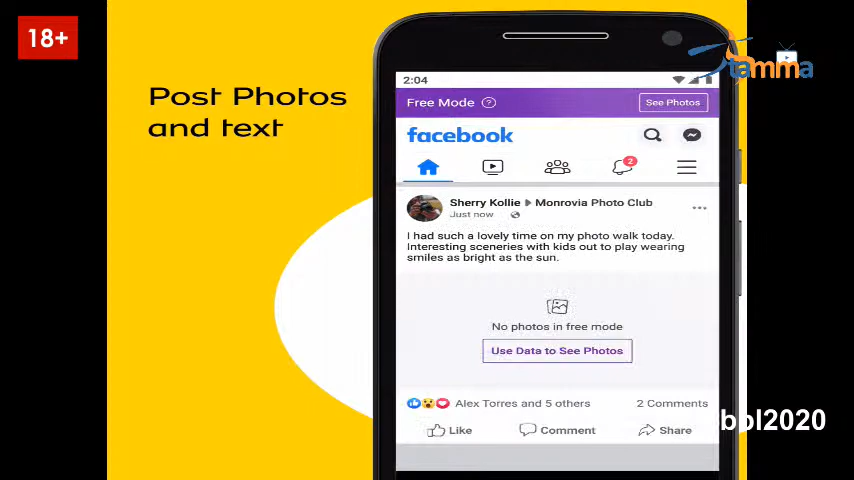 18+
Post Photos
and text
tamma
2:04
Free Mode ?
See Photos
facebook
2
Sherry Kollie ▶ Monrovia Photo Club
Just now
I had such a lovely time on my photo walk today.
Interesting sceneries with kids out to play wearing
smiles as bright as the sun.
No photos in free mode
Use Data to See Photos
Alex Torres and 5 others
2 Comments
bpl2020
Like
Comment
Share